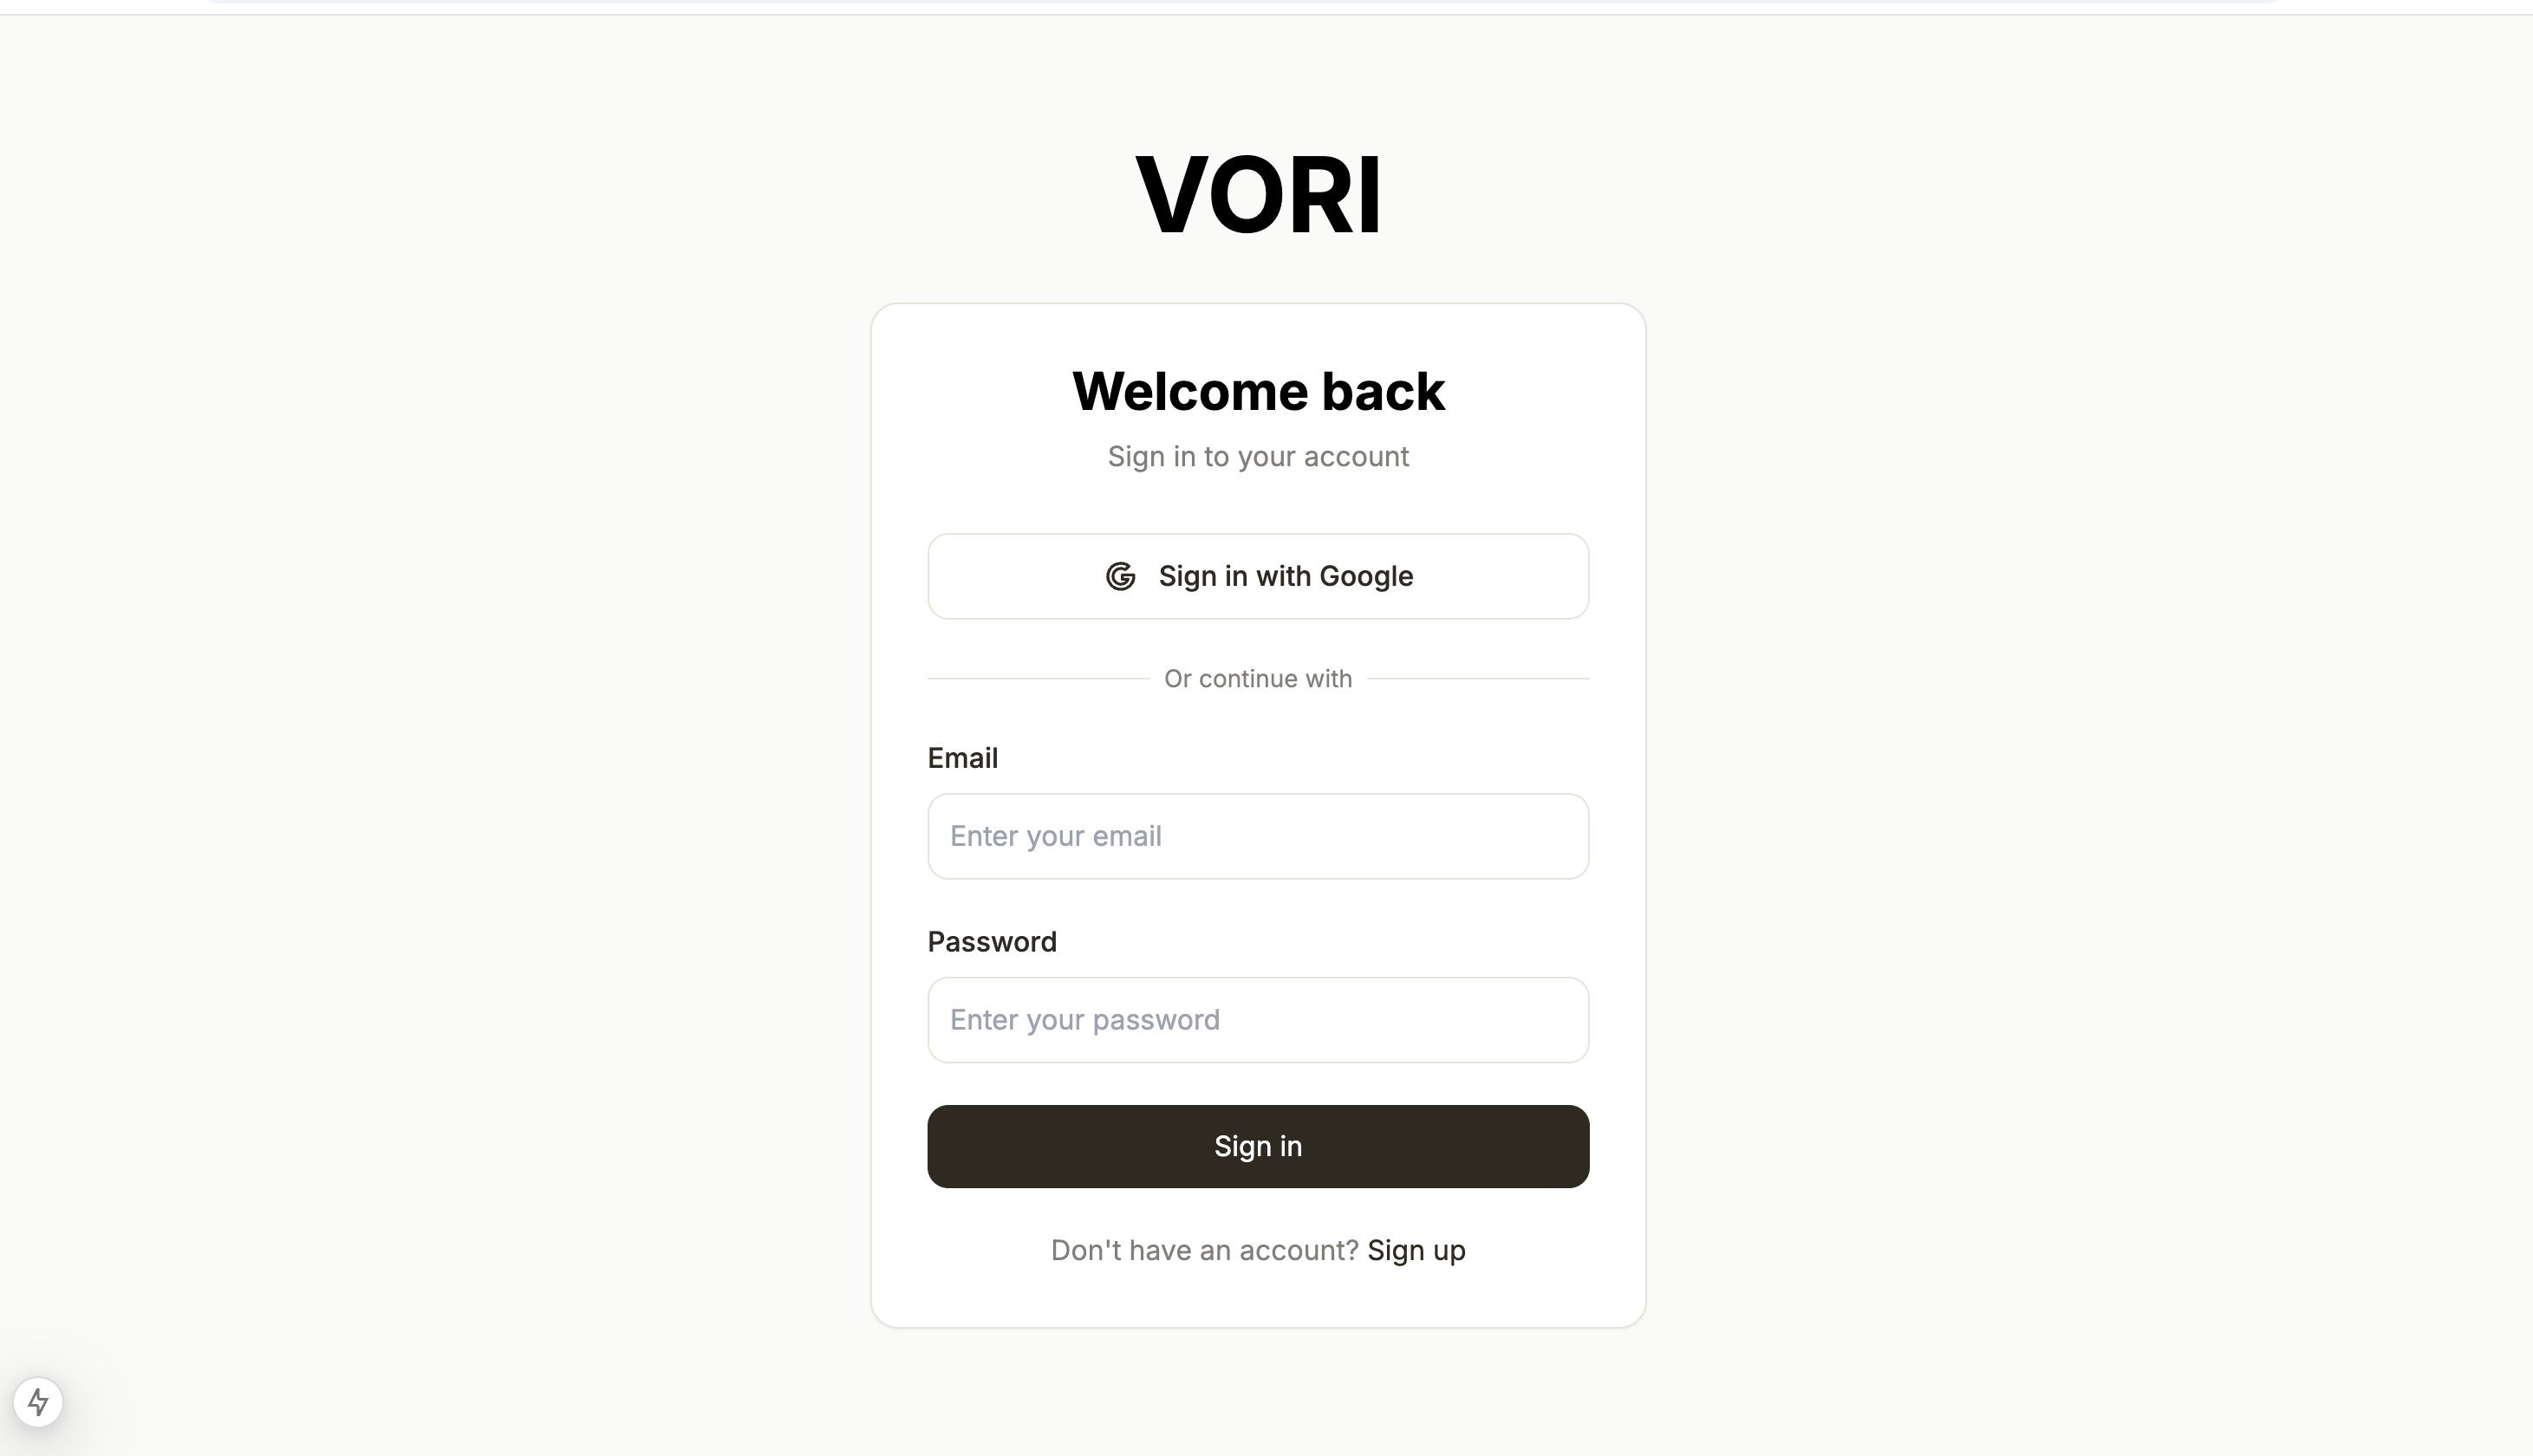 VORI
Welcome back
Sign in to your account
Sign in with Google
Or continue with
Email
Enter your email
Password
Enter your password
Sign in
Don't have an account? Sign up